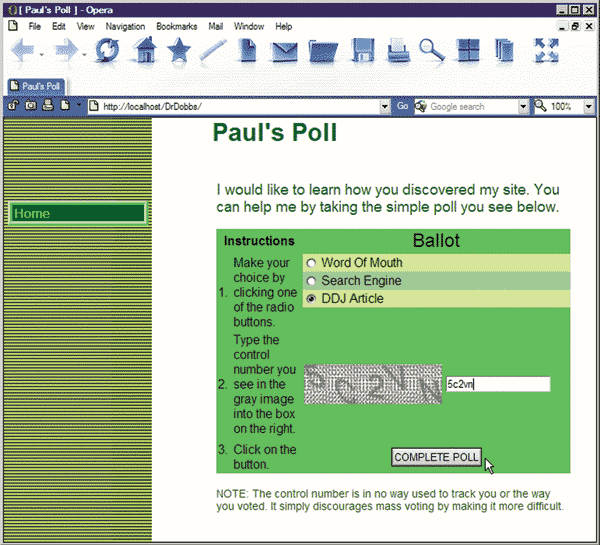 [ Paul's Poll ] - Opera
File Edit View Navigation Bookmarks Mail Window Help
Paul's Poll
http://localhost/DrDobbs/ Go Google search 100%
Paul's Poll
Home
I would like to learn how you discovered my site. You
can help me by taking the simple poll you see below.
Instructions
Ballot
1. Make your
choice by
clicking one
of the radio
buttons.
Word Of Mouth
Search Engine
DDJ Article
2. Type the
control
number you
see in the
gray image
into the box
on the right.
5C2VN
5c2vn
3. Click on the
button.
COMPLETE POLL
NOTE: The control number is in no way used to track you or the way
you voted. It simply discourages mass voting by making it more difficult.